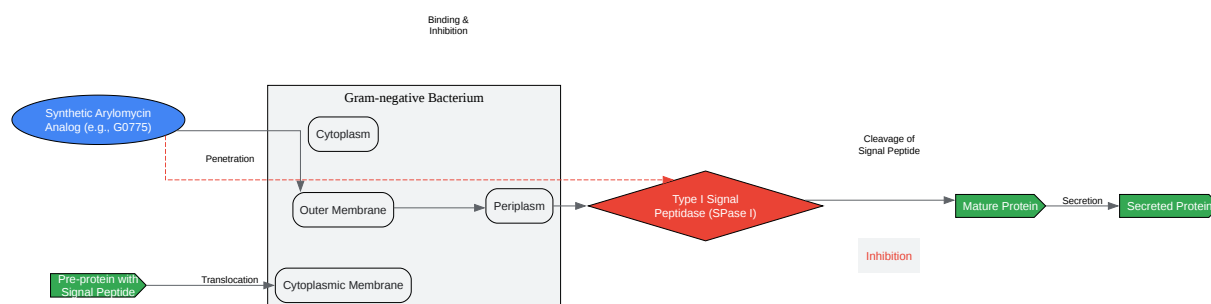 Binding &
Inhibition
Gram-negative Bacterium
Synthetic Arylomycin
Analog (e.g., G0775)
Cytoplasm
Penetration
Cleavage of
Signal Peptide
Outer Membrane
Periplasm
Type I Signal
Peptidase (SPase I)
Mature Protein
Secretion
Secreted Protein
Inhibition
Pre-protein with
Signal Peptide
Translocation
Cytoplasmic Membrane